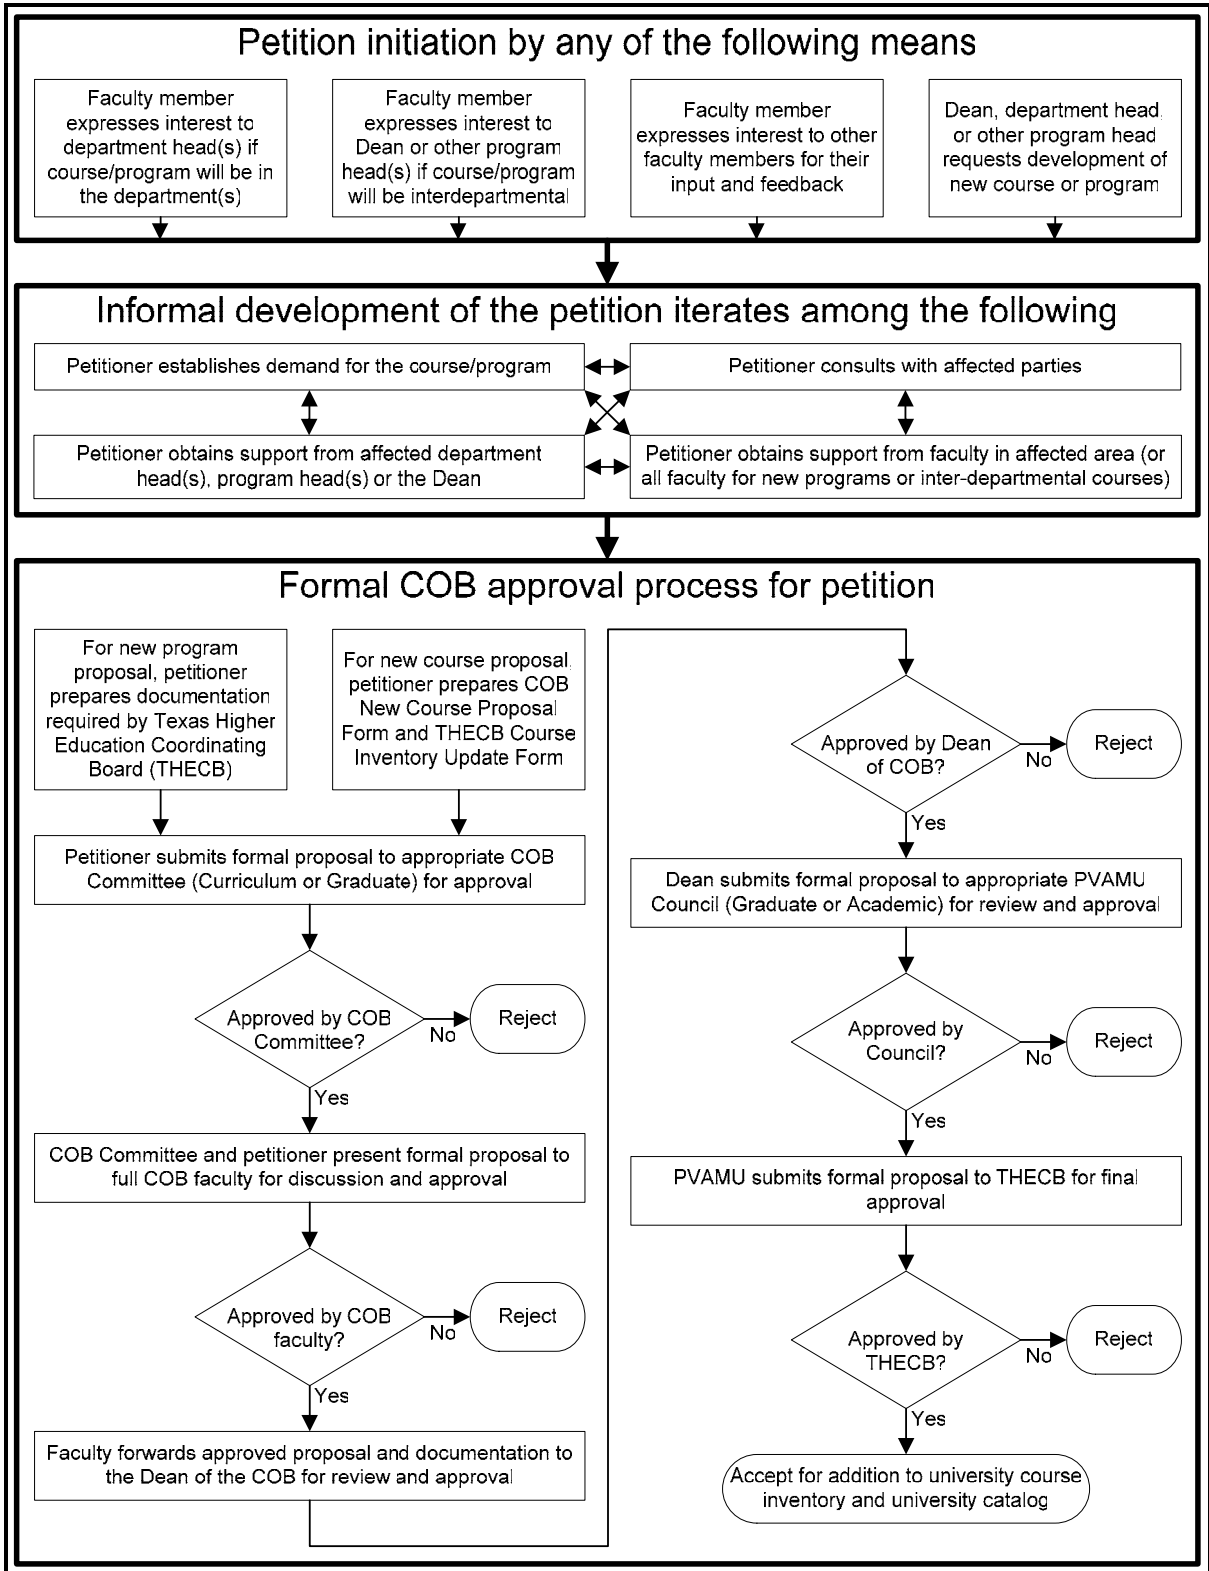 Petition initiation by any of the following means
Faculty member
expresses interest to
department head(s) if
course/program will be in
the department(s)
Faculty member
expresses interest to
Dean or other program
head(s) if course/program
will be interdepartmental
Faculty member
expresses interest to other
faculty members for their
input and feedback
Dean, department head,
or other program head
requests development of
new course or program
Informal development of the petition iterates among the following
Petitioner establishes demand for the course/program
Petitioner consults with affected parties
Petitioner obtains support from affected department
head(s), program head(s) or the Dean
Petitioner obtains support from faculty in affected area (or
all faculty for new programs or inter-departmental courses)
Formal COB approval process for petition
For new program
proposal, petitioner
prepares documentation
required by Texas Higher
Education Coordinating
Board (THECB)
For new course proposal,
petitioner prepares COB
New Course Proposal
Form and THECB Course
Inventory Update Form
Petitioner submits formal proposal to appropriate COB
Committee (Curriculum or Graduate) for approval
Approved by COB
Committee?
No
Reject
Yes
COB Committee and petitioner present formal proposal to
full COB faculty for discussion and approval
Approved by COB
faculty?
No
Reject
Yes
Faculty forwards approved proposal and documentation to
the Dean of the COB for review and approval
Approved by Dean
of COB?
No
Reject
Yes
Dean submits formal proposal to appropriate PVAMU
Council (Graduate or Academic) for review and approval
Approved by
Council?
No
Reject
Yes
PVAMU submits formal proposal to THECB for final
approval
Approved by
THECB?
No
Reject
Yes
Accept for addition to university course
inventory and university catalog